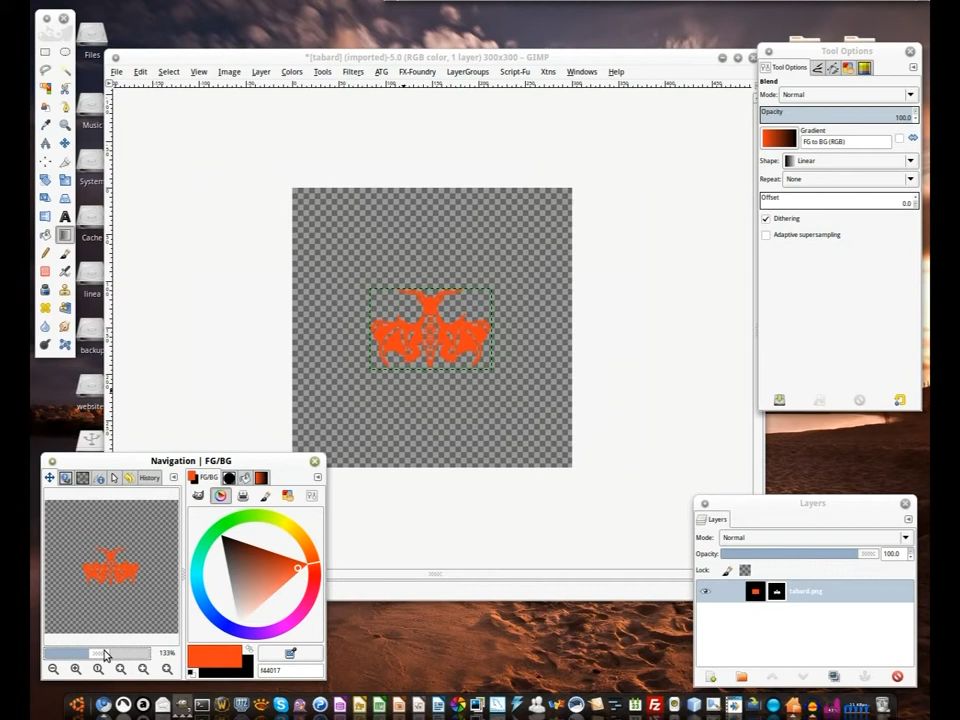 Files
Music
System
Cache
linea
backup
website
*[tabard] (imported)-5.0 (RGB color, 1 layer) 300x300 – GIMP
File Edit Select View Image Layer Colors Tools Filters ATG FX-Foundry LayerGroups Script-Fu Xtns Windows Help
Tool Options
Tool Options
Blend
Mode: Normal
Opacity
100.0
Gradient
FG to BG (RGB)
Shape: Linear
Repeat: None
Offset
0.0
Dithering
Adaptive supersampling
Navigation | FG/BG
History
FG/BG
133%
f44017
Layers
Layers
Mode: Normal
Opacity: 100.0
Lock:
tabard.png